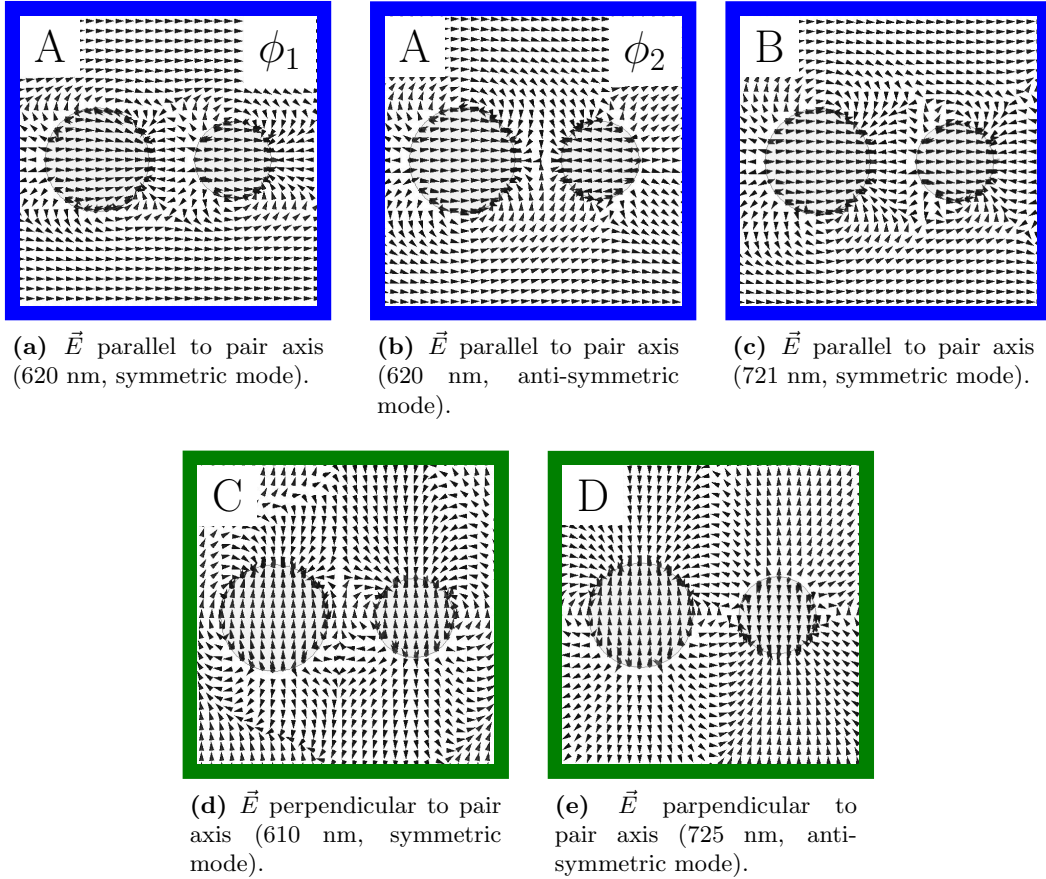 A
ϕ₁
A
ϕ₂
B
(a) E⃗ parallel to pair axis
(620 nm, symmetric mode).
(b) E⃗ parallel to pair axis
(620 nm, anti-symmetric
mode).
(c) E⃗ parallel to pair axis
(721 nm, symmetric mode).
C
D
(d) E⃗ perpendicular to pair
axis (610 nm, symmetric
mode).
(e) E⃗ parpendicular to
pair axis (725 nm, anti-
symmetric mode).